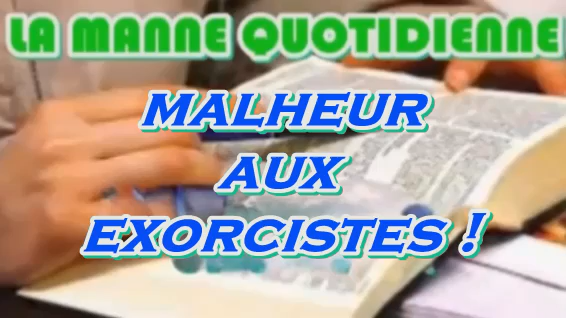 LA MANNE QUOTIDIENNE
MALHEUR
AUX
EXORCISTES !